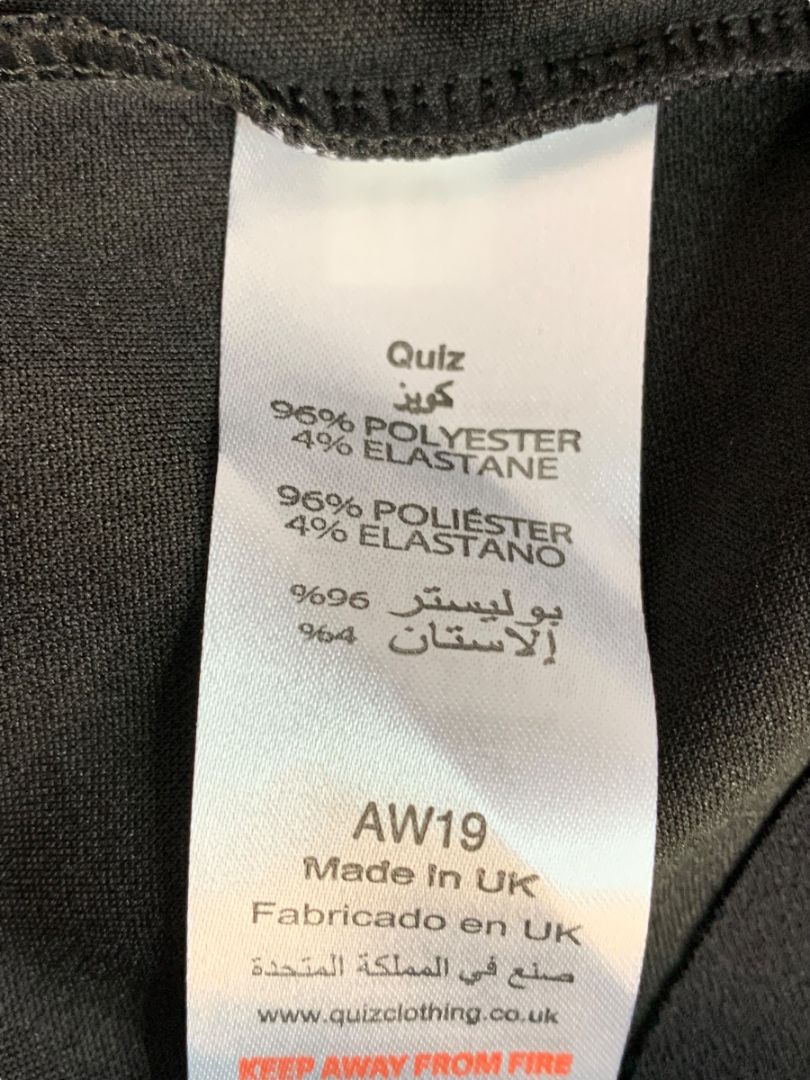 Quiz
كويز
96% POLYESTER
4% ELASTANE
96% POLIÉSTER
4% ELASTANO
بوليستر 96%
إلاستان 4%
AW19
Made In UK
Fabricado en UK
صنع في المملكة المتحدة
www.quizclothing.co.uk
KEEP AWAY FROM FIRE